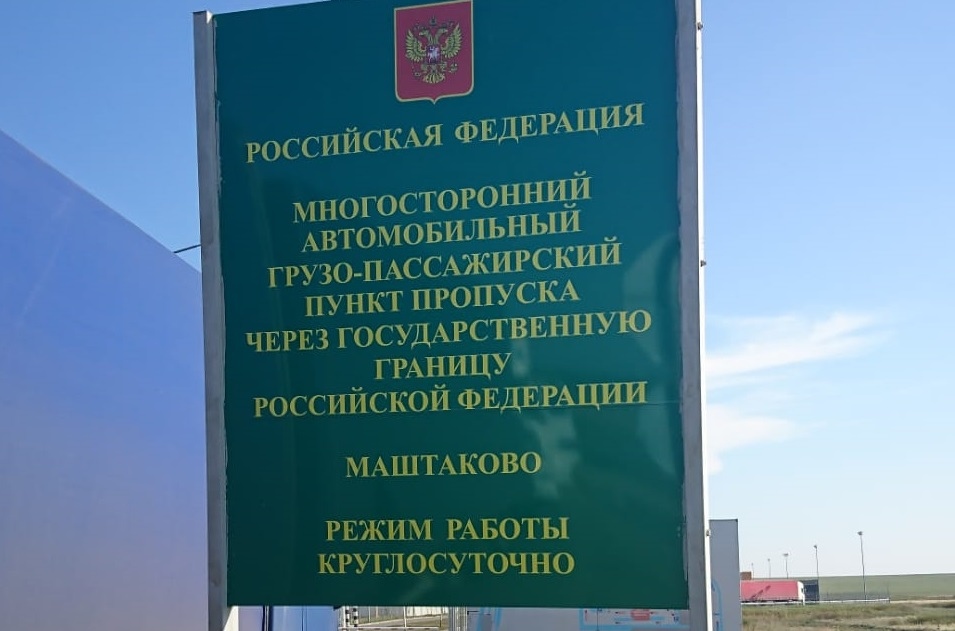 РОССИЙСКАЯ ФЕДЕРАЦИЯ
МНОГОСТОРОННИЙ
АВТОМОБИЛЬНЫЙ
ГРУЗО-ПАССАЖИРСКИЙ
ПУНКТ ПРОПУСКА
ЧЕРЕЗ ГОСУДАРСТВЕННУЮ
ГРАНИЦУ
РОССИЙСКОЙ ФЕДЕРАЦИИ
МАШТАКОВО
РЕЖИМ РАБОТЫ
КРУГЛОСУТОЧНО